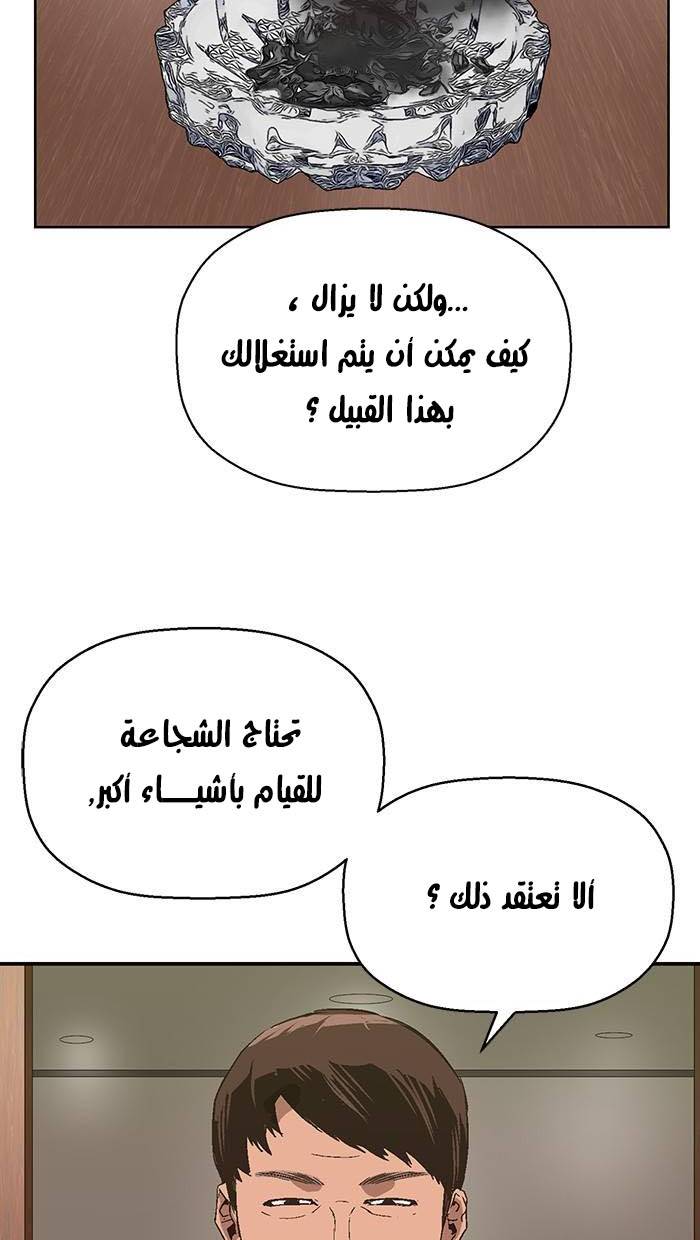 ...ولكن لا يزال ،
كيف يمكن أن يتم استغلالك
بهذا القبيل ؟
تحتاج الشجاعة
للقيام بأشيـــاء أكبر,
ألا تعتقد ذلك ؟